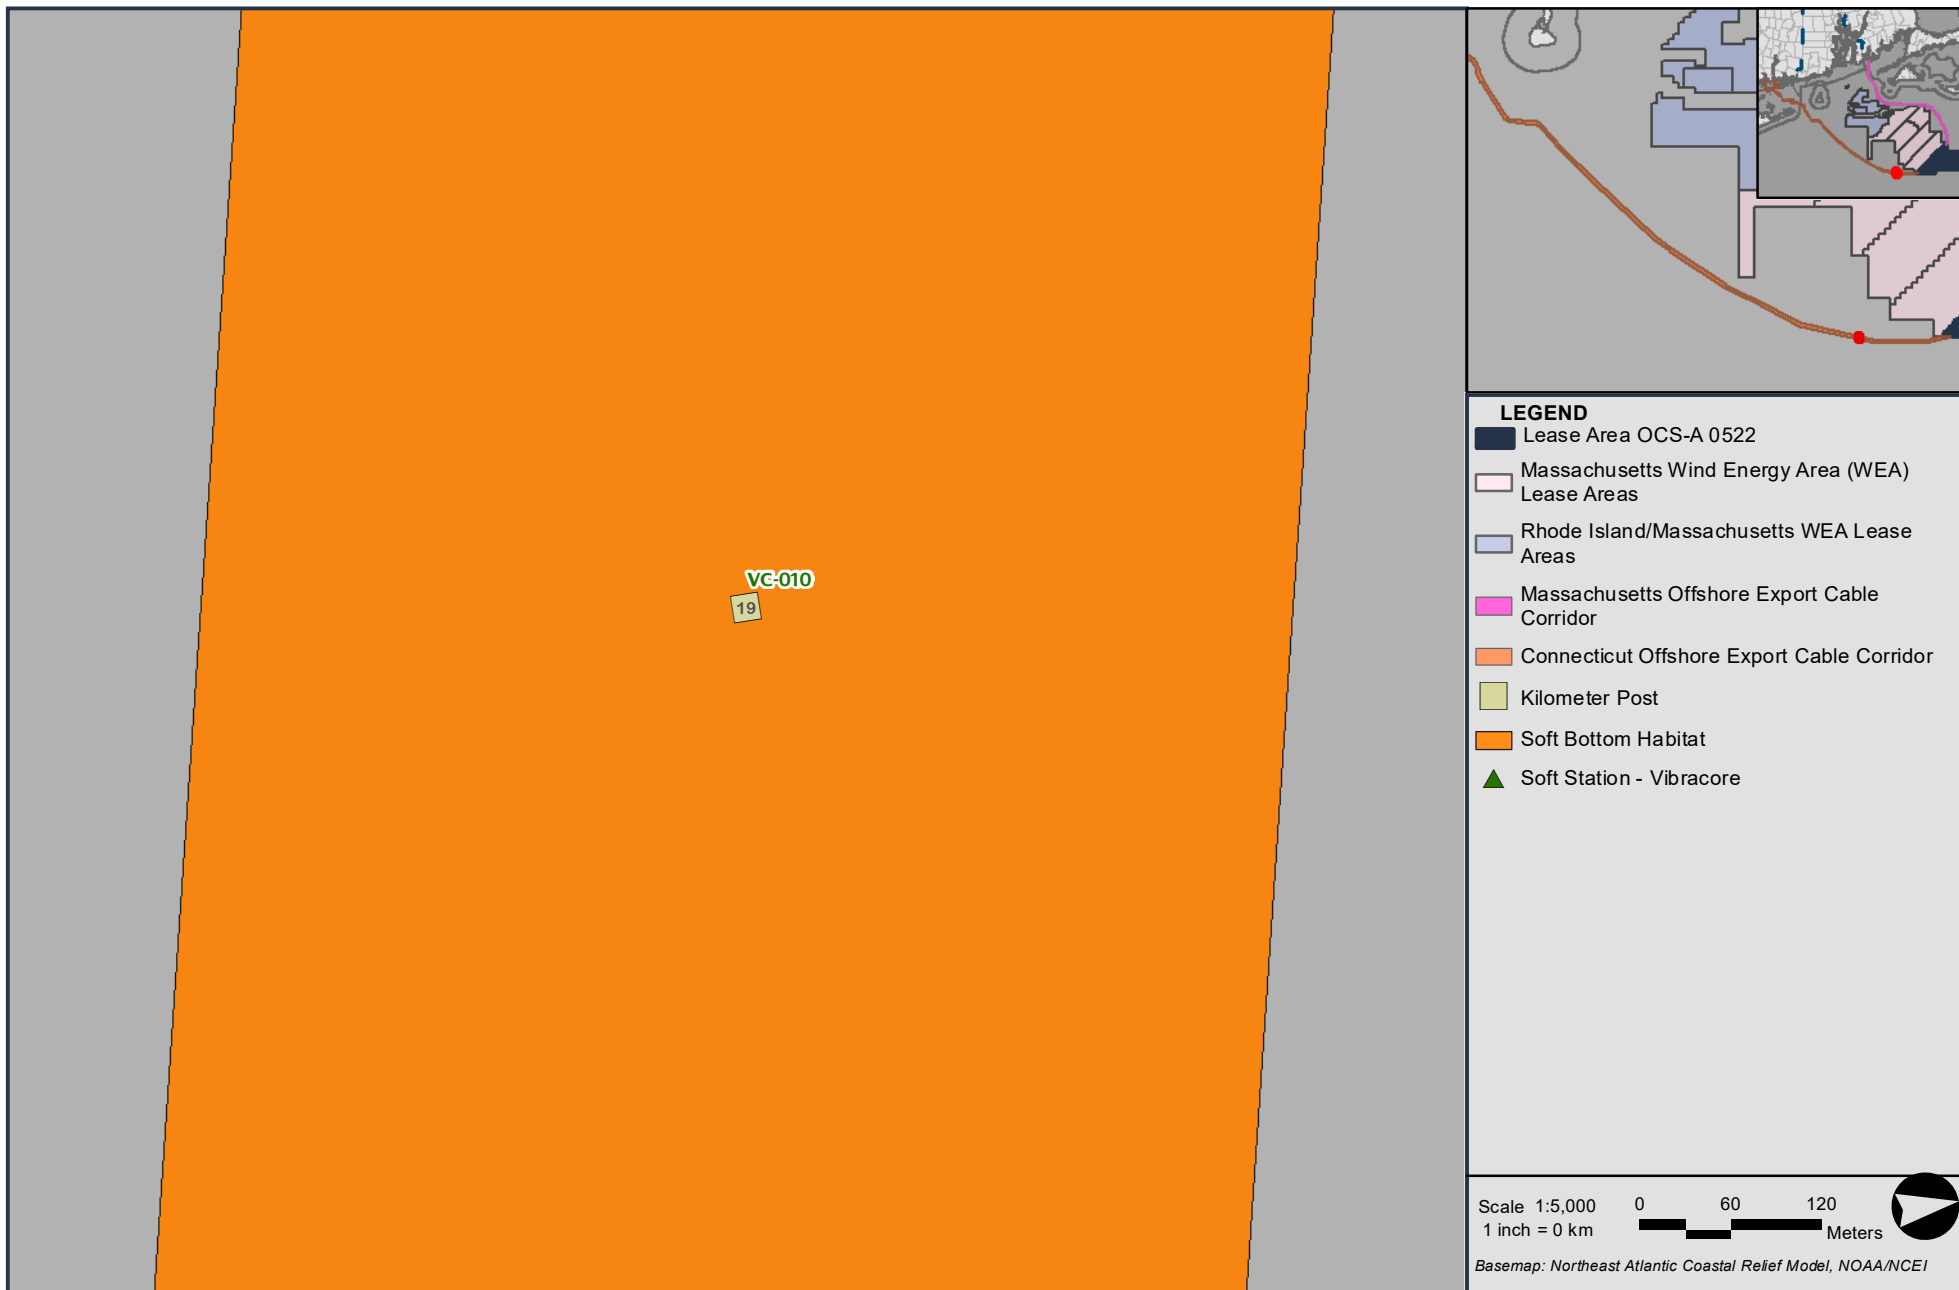 VC-010
19
LEGEND
Lease Area OCS-A 0522
Massachusetts Wind Energy Area (WEA)
Lease Areas
Rhode Island/Massachusetts WEA Lease
Areas
Massachusetts Offshore Export Cable
Corridor
Connecticut Offshore Export Cable Corridor
Kilometer Post
Soft Bottom Habitat
Soft Station - Vibracore
Scale 1:5,000
1 inch = 0 km
0 60 120
Meters
Basemap: Northeast Atlantic Coastal Relief Model, NOAA/NCEI